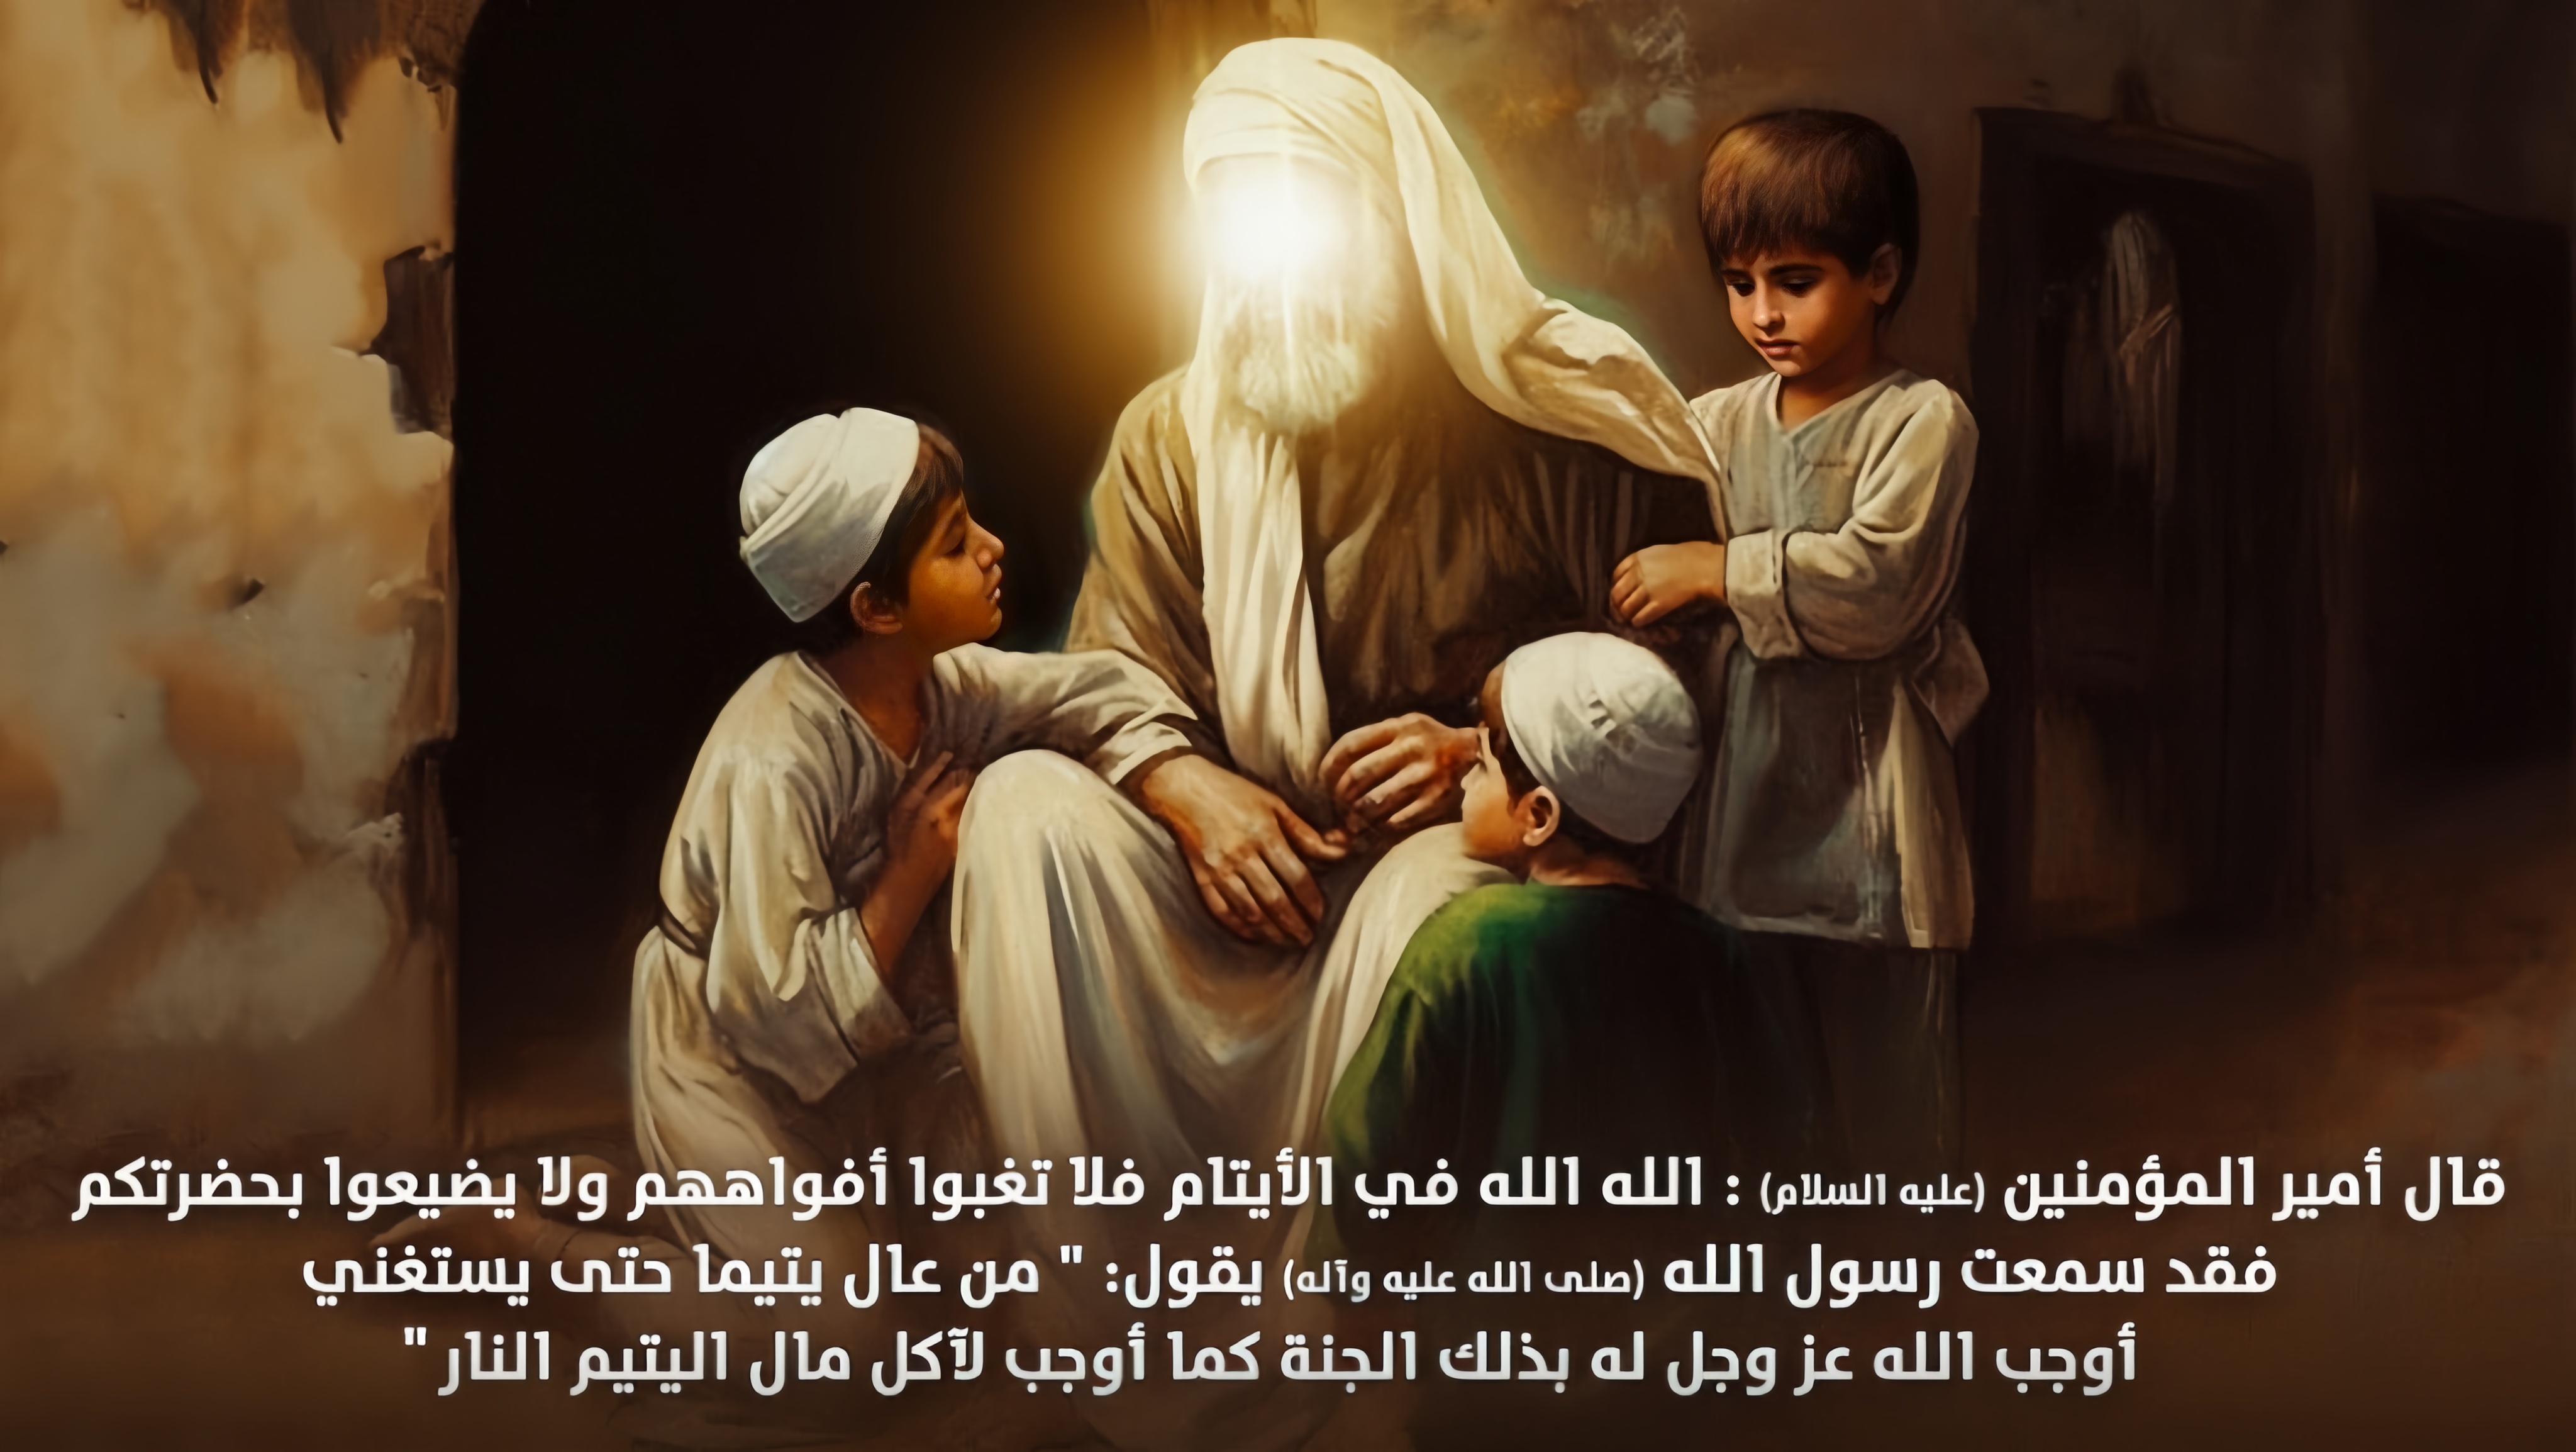 قال أمير المؤمنين (عليه السلام) : الله الله في الأيتام فلا تغبوا أفواههم ولا يضيعوا بحضرتكم
فقد سمعت رسول الله (صلى الله عليه وآله) يقول: " من عال يتيما حتى يستغني
أوجب الله عز وجل له بذلك الجنة كما أوجب لآكل مال اليتيم النار"